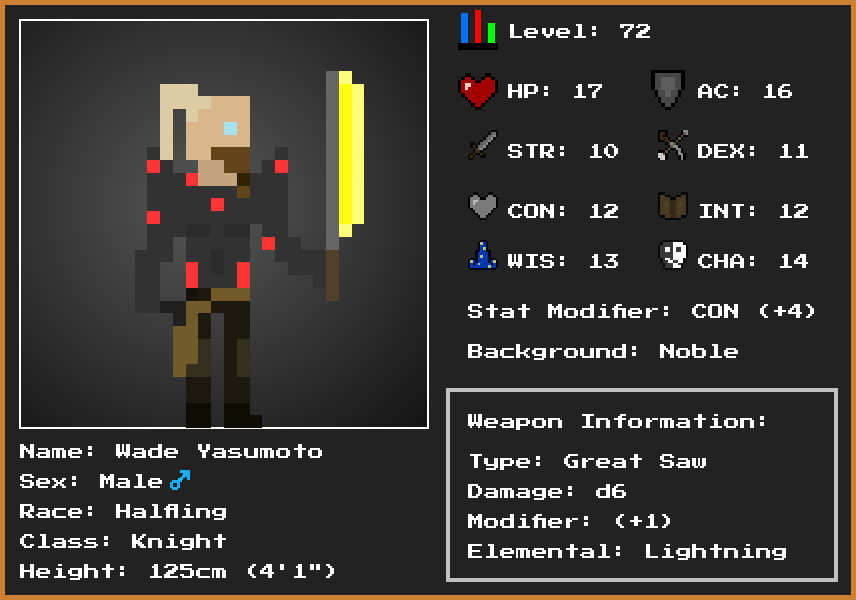 Level: 72
HP: 17
AC: 16
STR: 10
DEX: 11
CON: 12
INT: 12
WIS: 13
CHA: 14
Stat Modifier: CON (+4)
Background: Noble
Weapon Information:
Type: Great Saw
Damage: d6
Modifier: (+1)
Elemental: Lightning
Name: Wade Yasumoto
Sex: Male♂
Race: Halfling
Class: Knight
Height: 125cm (4'1")